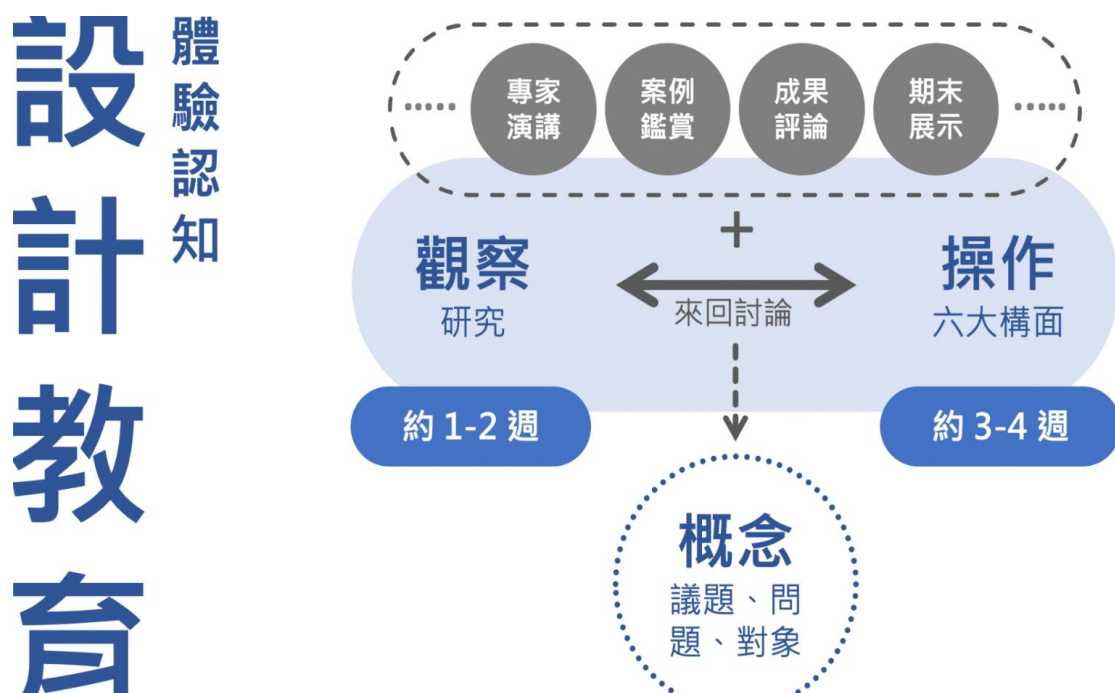 設計教育
體驗認知
專家
演講
案例
鑑賞
成果
評論
期末
展示
+
觀察
研究
來回討論
操作
六大構面
約 1-2 週
約 3-4 週
概念
議題、問
題、對象